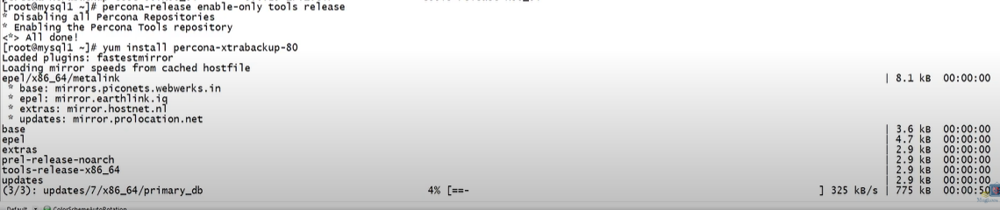 [root@mysql1 ~]# percona-release enable-only tools release
* Disabling all Percona Repositories
* Enabling the Percona Tools repository
<*> All done!
[root@mysql1 ~]# yum install percona-xtrabackup-80
Loaded plugins: fastestmirror
Loading mirror speeds from cached hostfile
epel/x86_64/metalink | 8.1 kB 00:00:00
* base: mirrors.piconets.webwerks.in
* epel: mirror.earthlink.iq
* extras: mirror.hostnet.nl
* updates: mirror.prolocation.net
base | 3.6 kB 00:00:00
epel | 4.7 kB 00:00:00
extras | 2.9 kB 00:00:00
prel-release-noarch | 2.9 kB 00:00:00
tools-release-x86_64 | 2.9 kB 00:00:00
updates | 2.9 kB 00:00:00
(3/3): updates/7/x86_64/primary_db 4% [==- ] 325 kB/s | 775 kB 00:00:50
Default ColorSchemeAutoRotation